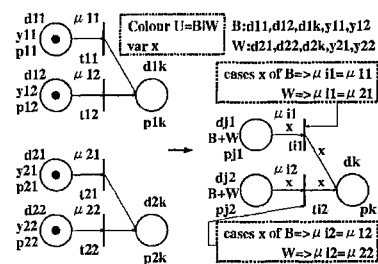 d11
y11
p11
μ 11
t11
d12
y12
p12
μ 12
t12
d1k
p1k
d21
y21
p21
μ 21
t21
d22
y22
p22
μ 22
t22
d2k
p2k
Colour U=B|W
var x
B:d11,d12,d1k,y11,y12
W:d21,d22,d2k,y21,y22
cases x of B=>μ i1=μ 11
W=>μ i1=μ 21
dj1
B+W
pj1
μ i1
x
ti1
x
dj2
B+W
pj2
μ i2
x
x
ti2
dk
pk
cases x of B=>μ i2=μ 12
W=>μ i2=μ 22